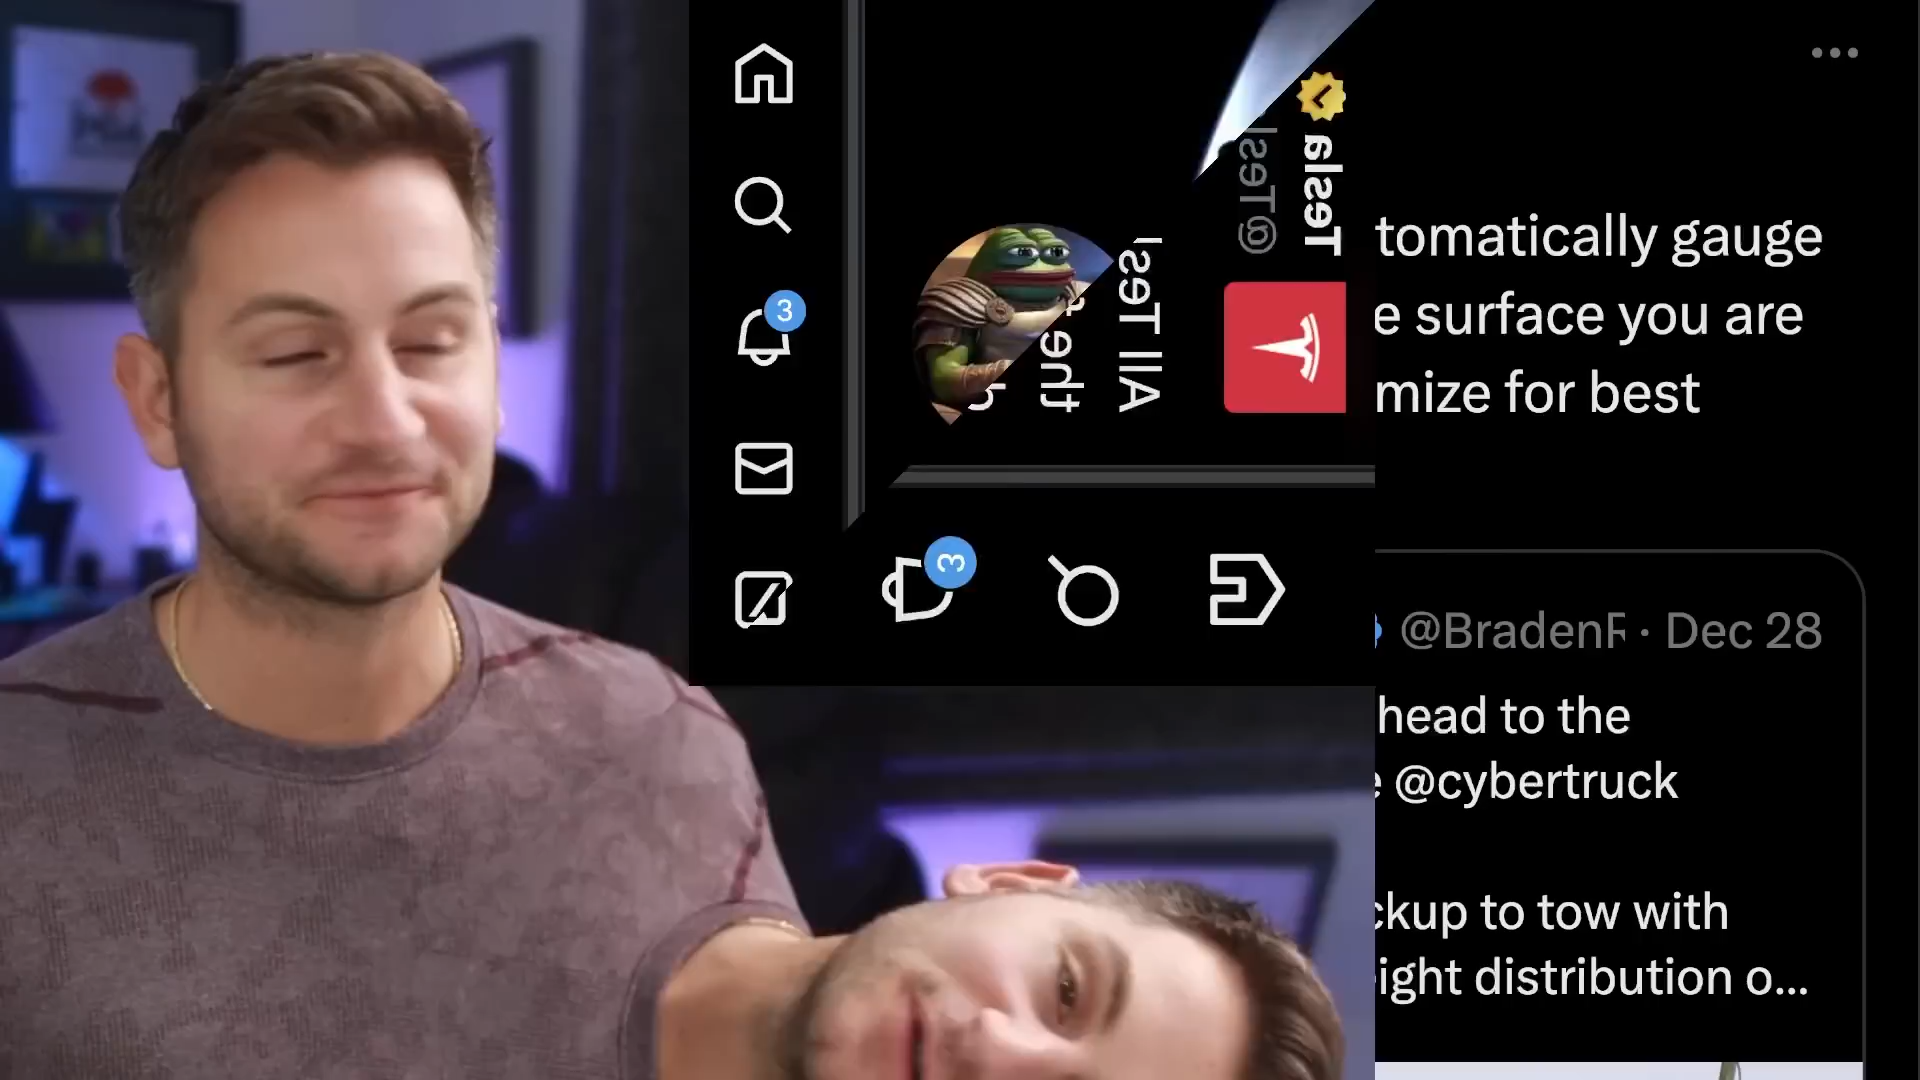 3
Tesla
@Tesl
All Tesl
the
3
tomatically gauge
e surface you are
mize for best
@BradenR · Dec 28
head to the
@cybertruck
ckup to tow with
ight distribution o...